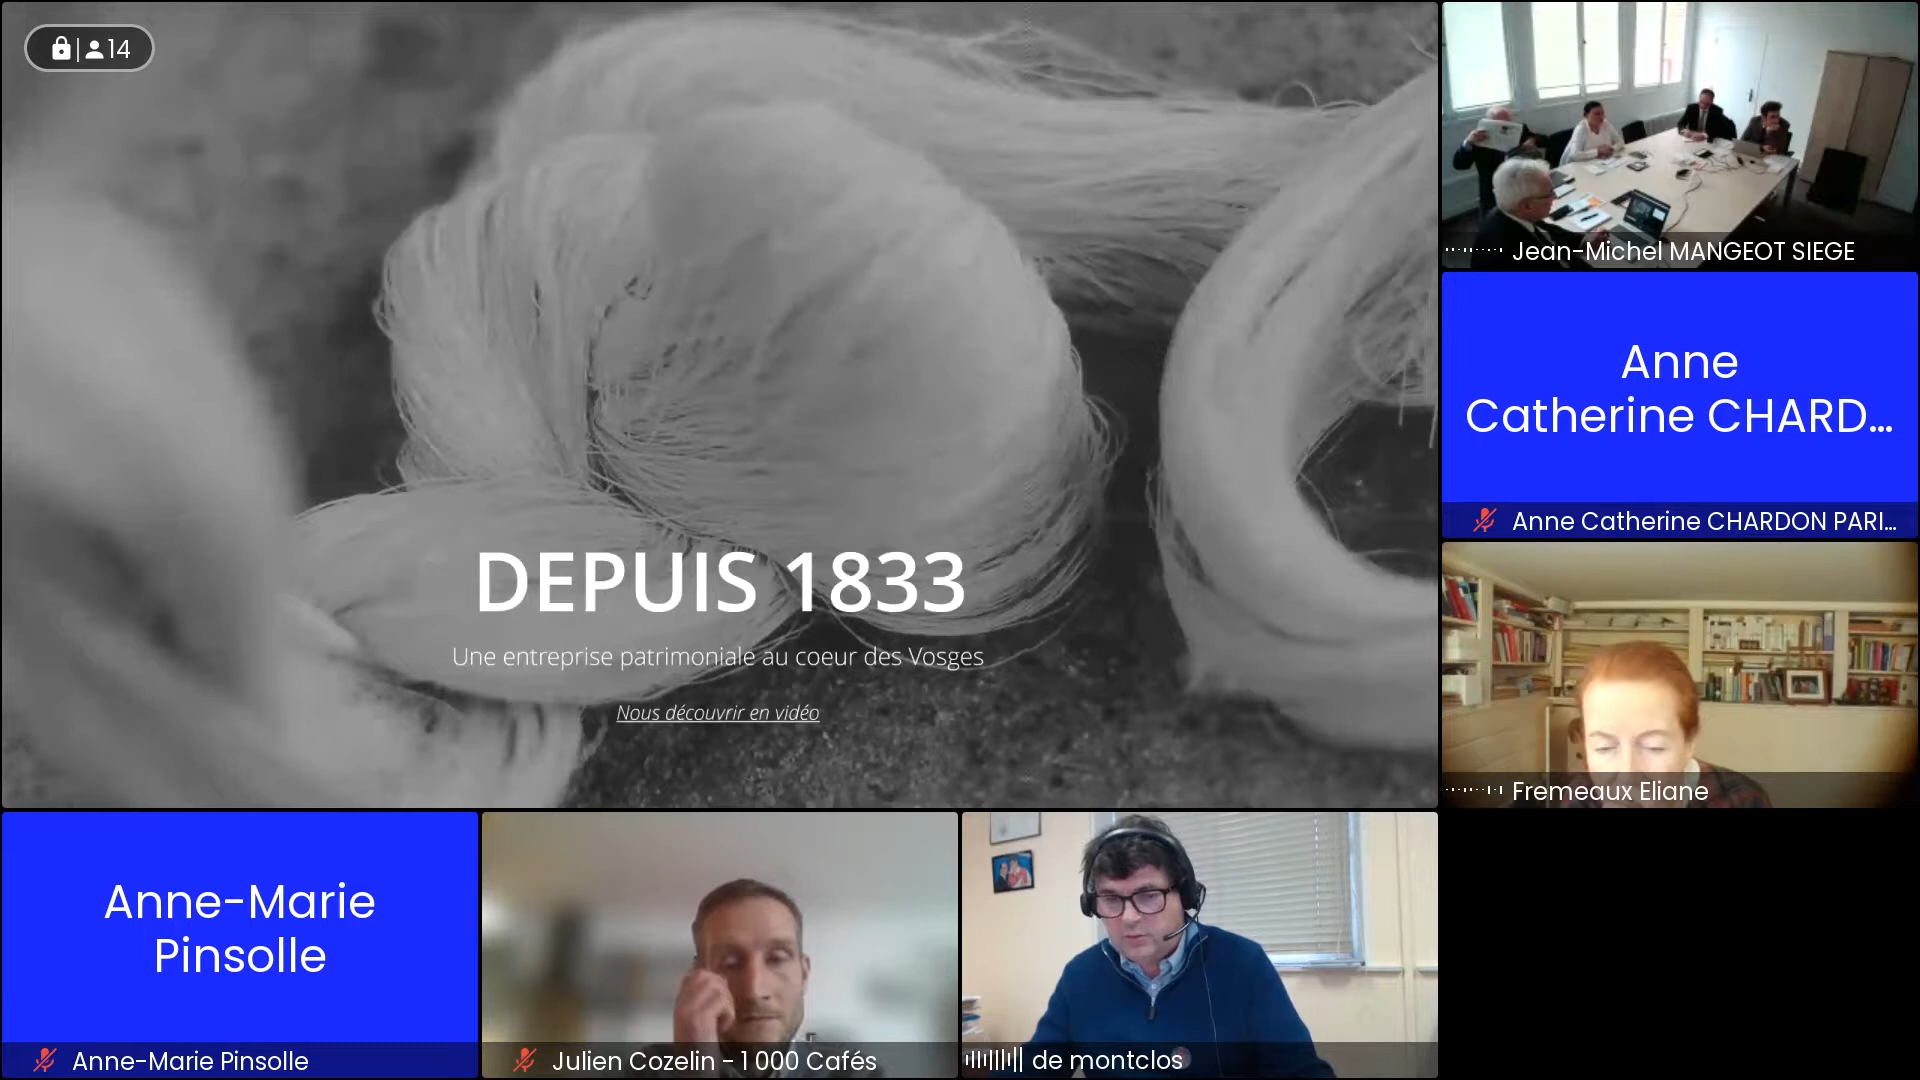 14
DEPUIS 1833
Une entreprise patrimoniale au coeur des Vosges
Nous découvrir en vidéo
Jean-Michel MANGEOT SIEGE
Anne
Catherine CHARD...
Anne Catherine CHARDON PARI...
Fremeaux Eliane
Anne-Marie
Pinsolle
Anne-Marie Pinsolle
Julien Cozelin - 1 000 Cafés
de montclos